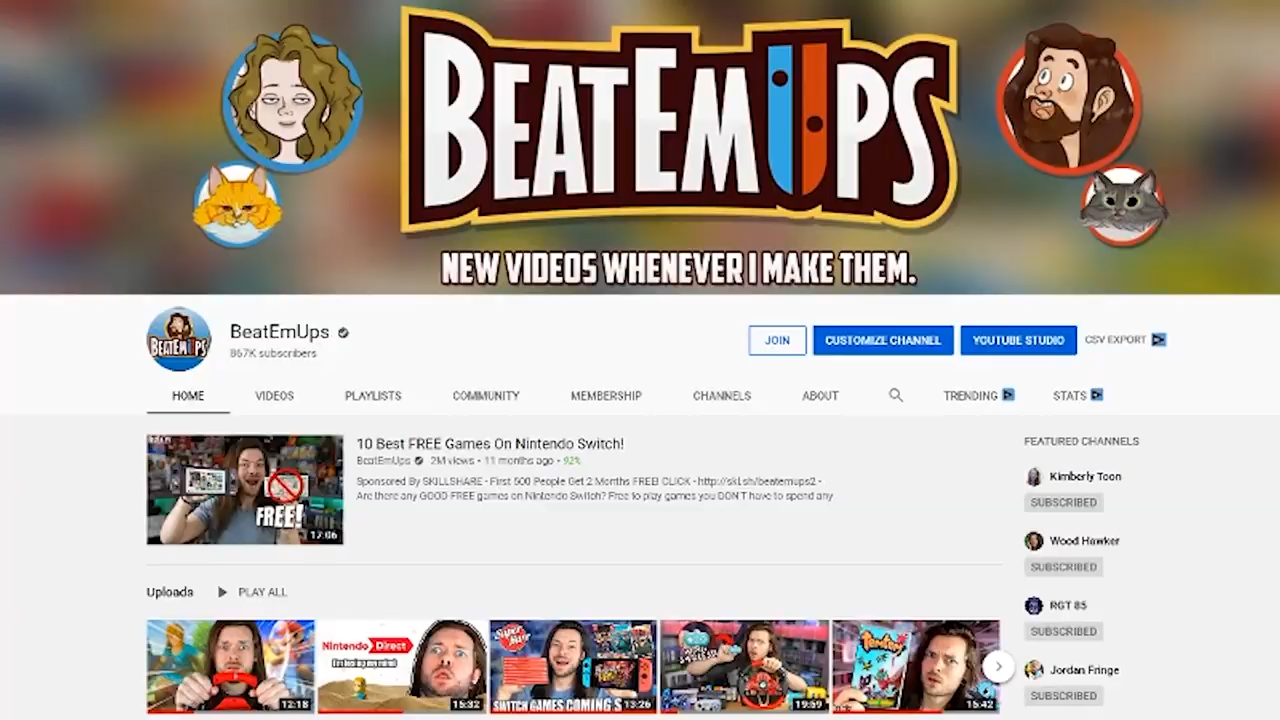 BEATEMUPS
NEW VIDEOS WHENEVER I MAKE THEM.
BEATEMUPS
BeatEmUps
867K subscribers
JOIN
CUSTOMIZE CHANNEL
YOUTUBE STUDIO
CSV EXPORT
HOME
VIDEOS
PLAYLISTS
COMMUNITY
MEMBERSHIP
CHANNELS
ABOUT
TRENDING
STATS
FREE!
17:06
10 Best FREE Games On Nintendo Switch!
BeatEmUps 2M views • 11 months ago • 92%
Sponsored By SKILLSHARE - First 500 People Get 2 Months FREE! CLICK - http://skl.sh/beatemups2 -
Are there any GOOD FREE games on Nintendo Switch? Free to play games you DON'T have to spend any
FEATURED CHANNELS
Kimberly Toon
SUBSCRIBED
Wood Hawker
SUBSCRIBED
RGT 85
SUBSCRIBED
Jordan Fringe
SUBSCRIBED
Uploads
PLAY ALL
12:18
Nintendo Direct
(I'm losing my mind)
15:32
SWITCH GAMES COMING S
13:26
19:59
15:42